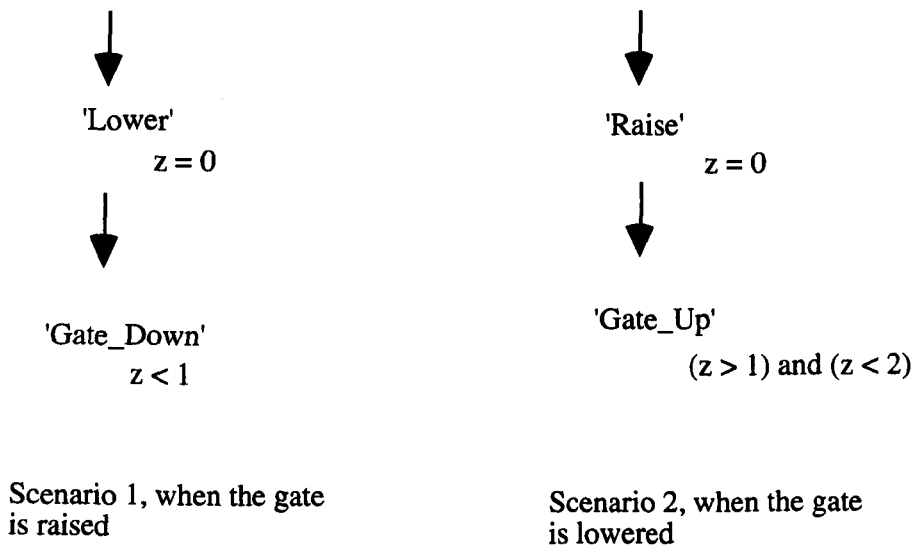 'Lower'
z = 0
'Gate_Down'
z < 1
Scenario 1, when the gate
is raised
'Raise'
z = 0
'Gate_Up'
(z > 1) and (z < 2)
Scenario 2, when the gate
is lowered